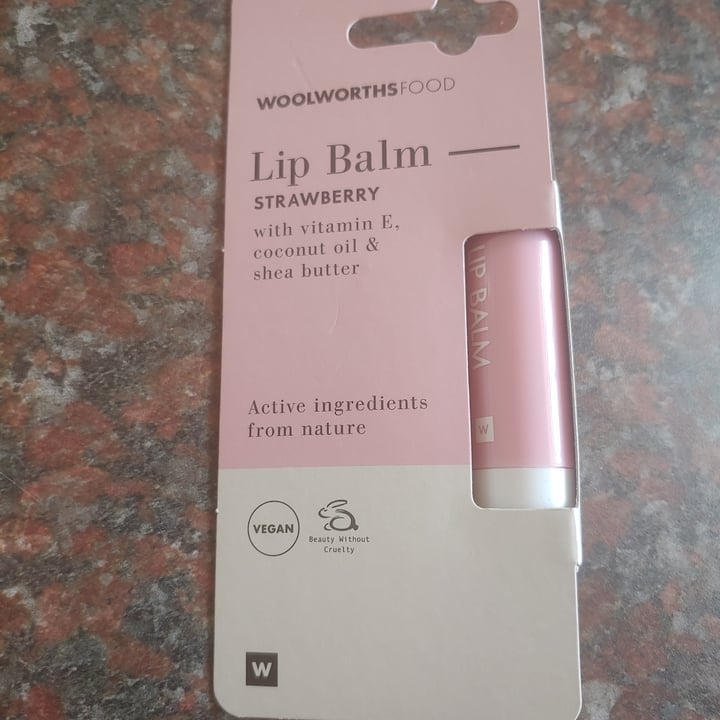 WOOLWORTHSFOOD
Lip Balm
STRAWBERRY
with vitamin E,
coconut oil &
shea butter
LIP BALM
W
Active ingredients
from nature
VEGAN
Beauty Without
Cruelty
W